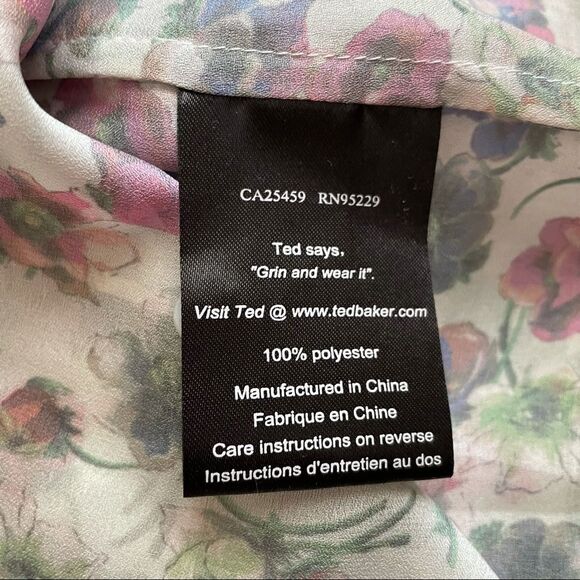 CA25459 RN95229
Ted says,
"Grin and wear it".
Visit Ted @ www.tedbaker.com
100% polyester
Manufactured in China
Fabrique en Chine
Care instructions on reverse
Instructions d'entretien au dos